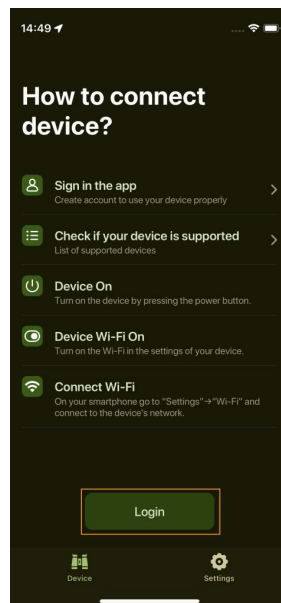 14:49
How to connect
device?
Sign in the app
Create account to use your device properly
Check if your device is supported
List of supported devices
Device On
Turn on the device by pressing the power button.
Device Wi-Fi On
Turn on the Wi-Fi in the settings of your device.
Connect Wi-Fi
On your smartphone go to "Settings"→"Wi-Fi" and
connect to the device's network.
Login
Device Settings